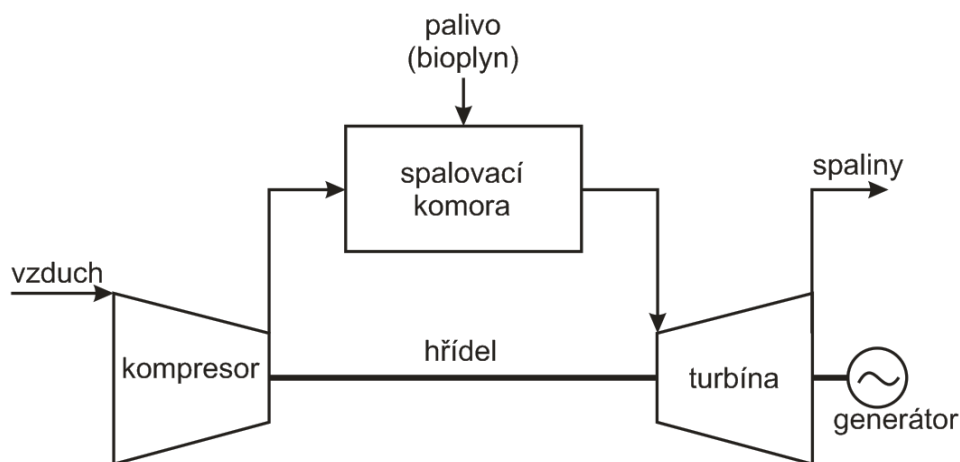 palivo
(bioplyn)
spalovací
komora
spaliny
vzduch
kompresor
hřídel
turbína
generátor